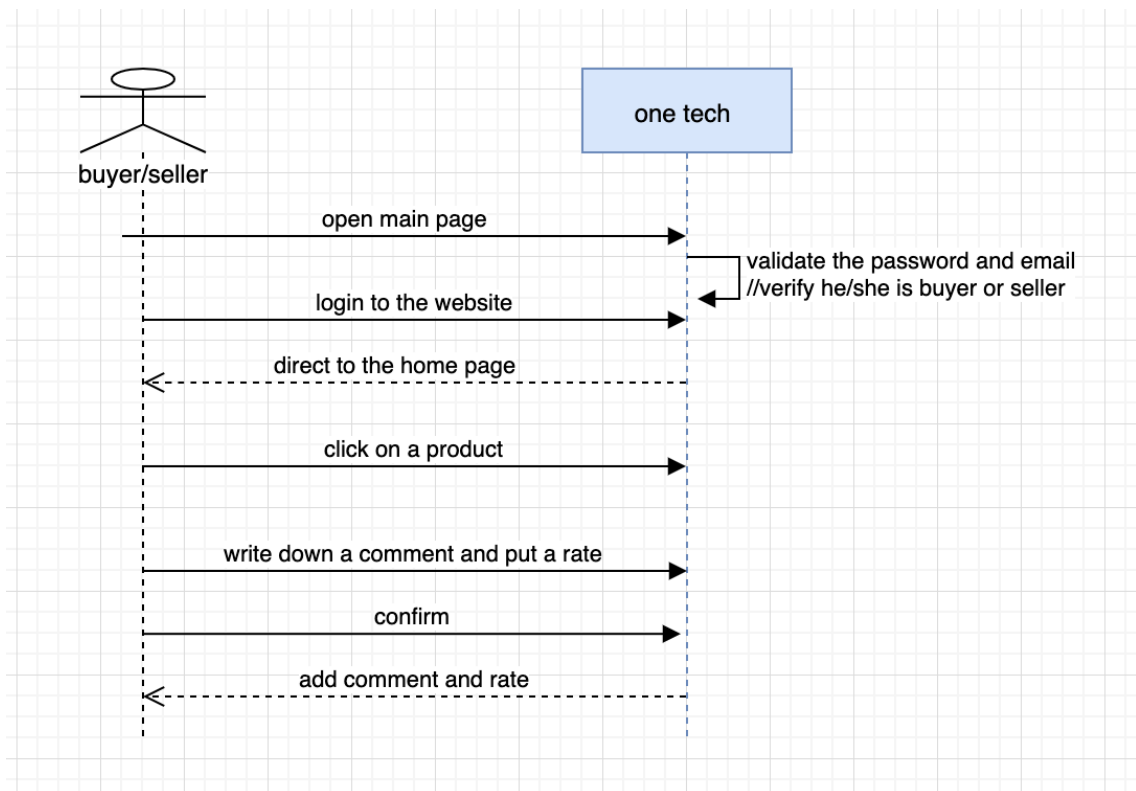 one tech
buyer/seller
open main page
validate the password and email
//verify he/she is buyer or seller
login to the website
direct to the home page
click on a product
write down a comment and put a rate
confirm
add comment and rate